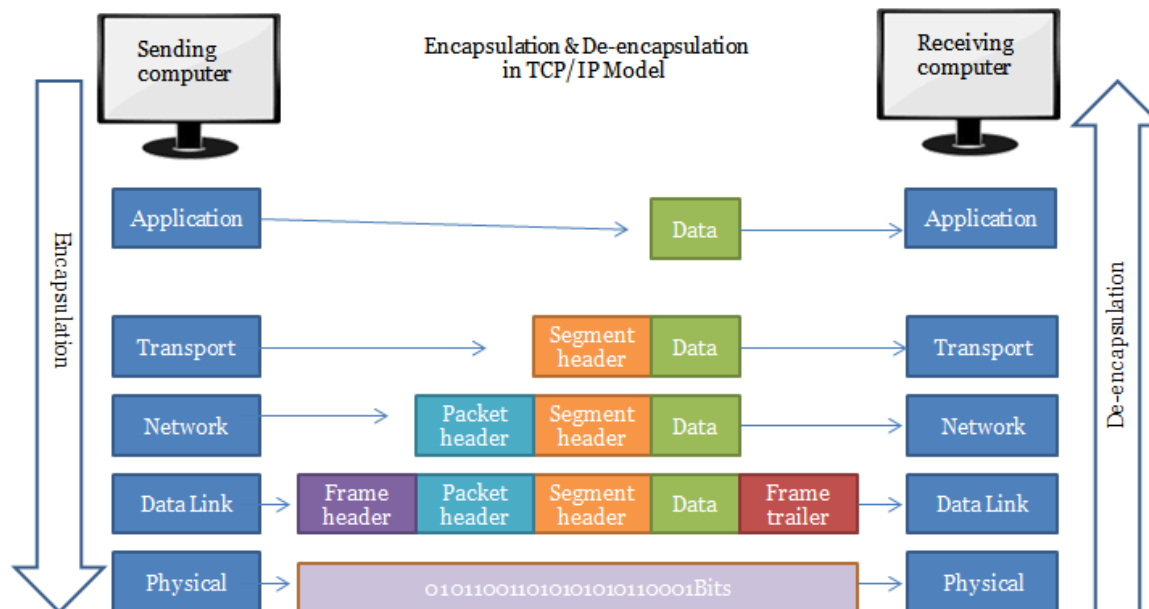 Sending
computer
Encapsulation & De-encapsulation
in TCP/IP Model
Receiving
computer
Encapsulation
De-encapsulation
Application
Data
Application
Transport
Segment
header
Data
Transport
Network
Packet
header
Segment
header
Data
Network
Data Link
Frame
header
Packet
header
Segment
header
Data
Frame
trailer
Data Link
Physical
010110011010101010110001Bits
Physical